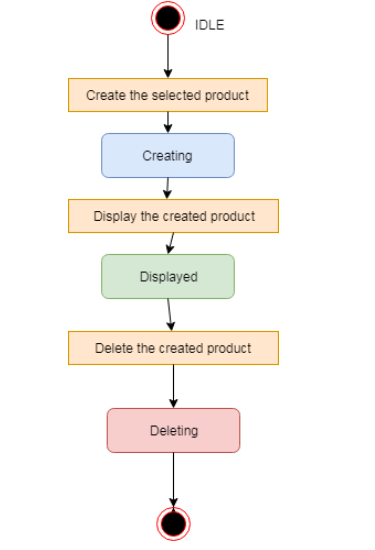 IDLE
Create the selected product
Creating
Display the created product
Displayed
Delete the created product
Deleting